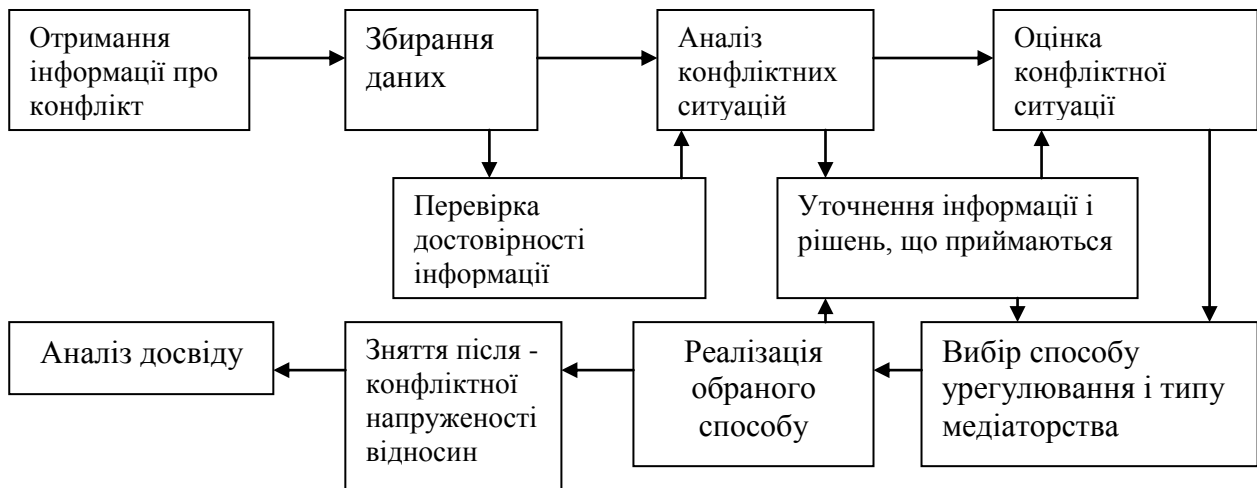 Отримання
інформації про
конфлікт
Збирання
даних
Аналіз
конфліктних
ситуацій
Оцінка
конфліктної
ситуації
Перевірка
достовірності
інформації
Уточнення інформації і
рішень, що приймаються
Аналіз досвіду
Зняття після -
конфліктної
напруженості
відносин
Реалізація
обраного
способу
Вибір способу
урегулювання і типу
медіаторства